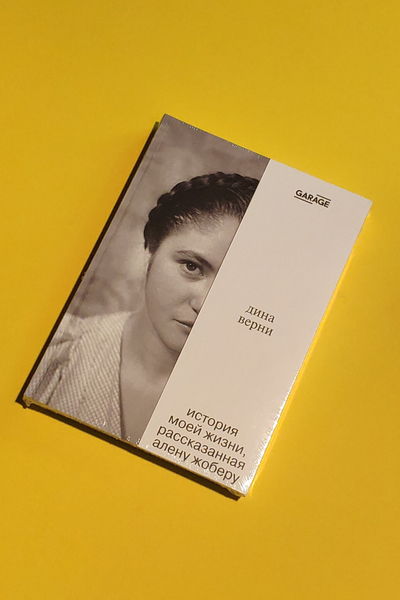 GARAGE
дина
верни
история
моей жизни,
рассказанная
алену жоберу